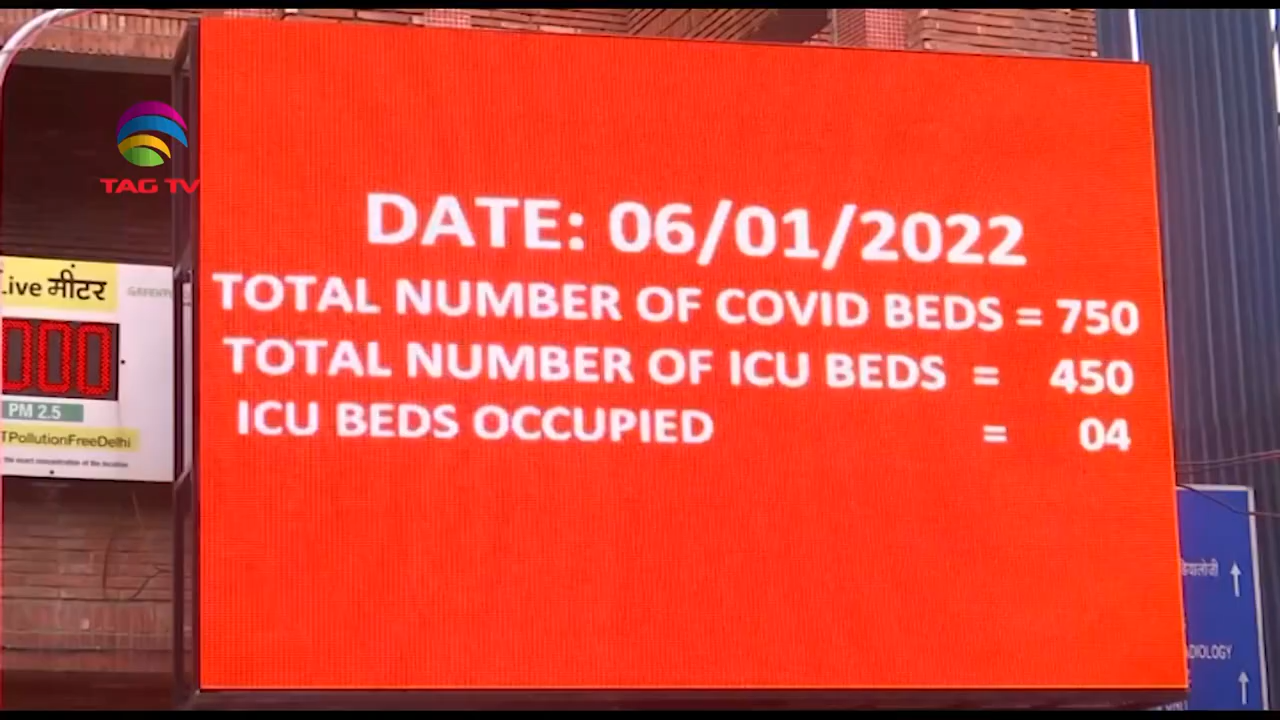 TAG TV
DATE: 06/01/2022
TOTAL NUMBER OF COVID BEDS = 750
TOTAL NUMBER OF ICU BEDS = 450
ICU BEDS OCCUPIED = 04
Live मीटर
000
PM 2.5
TPollutionFreeDelhi